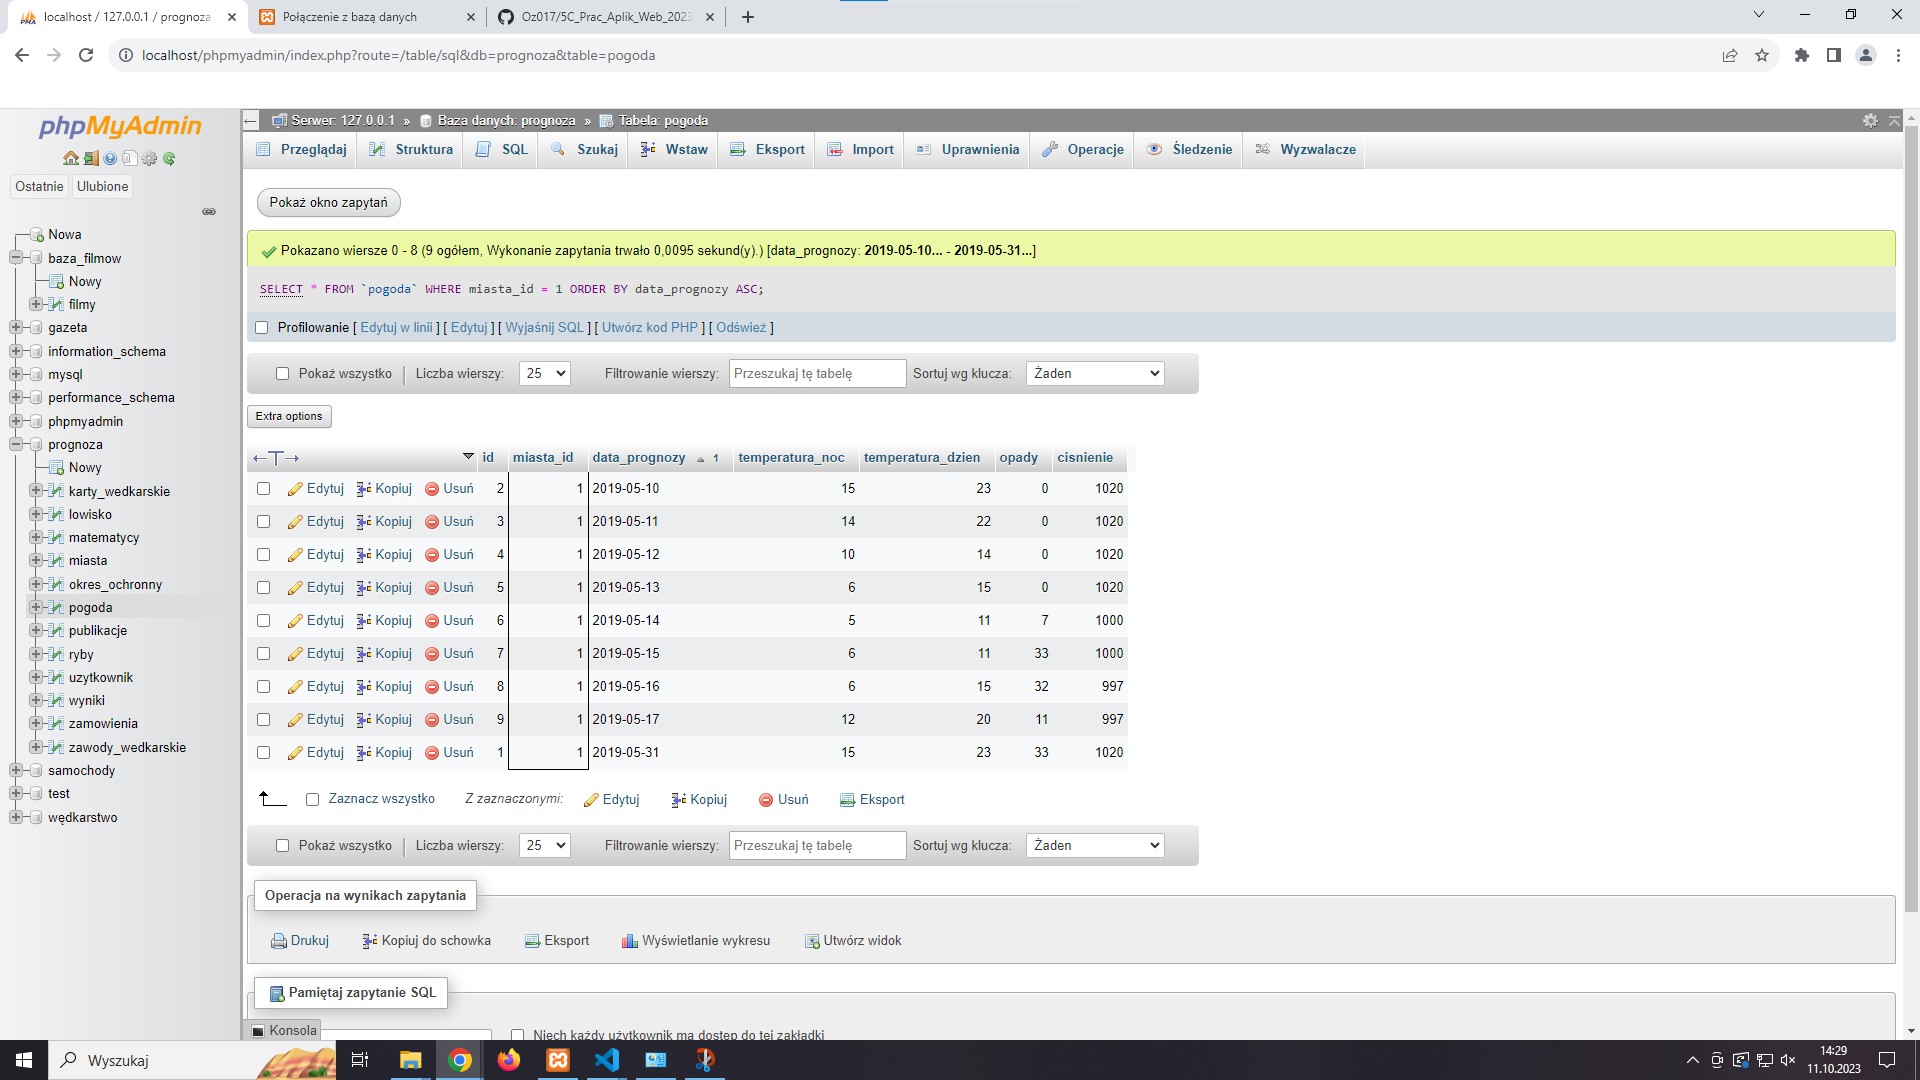 localhost / 127.0.0.1 / prognoza
Połączenie z bazą danych
Oz017/5C_Prac_Aplik_Web_2023
localhost/phpmyadmin/index.php?route=/table/sql&db=prognoza&table=pogoda
phpMyAdmin
Ostatnie Ulubione
Nowa
baza_filmow
Nowy
filmy
gazeta
information_schema
mysql
performance_schema
phpmyadmin
prognoza
Nowy
karty_wedkarskie
lowisko
matematycy
miasta
okres_ochronny
pogoda
publikacje
ryby
uzytkownik
wyniki
zamowienia
zawody_wedkarskie
samochody
test
wędkarstwo
Serwer: 127.0.0.1 » Baza danych: prognoza » Tabela: pogoda
Przeglądaj Struktura SQL Szukaj Wstaw Eksport Import Uprawnienia Operacje Śledzenie Wyzwalacze
Pokaż okno zapytań
Pokazano wiersze 0 - 8 (9 ogółem, Wykonanie zapytania trwało 0,0095 sekund(y).) [data_prognozy: 2019-05-10... - 2019-05-31...]
SELECT * FROM `pogoda` WHERE miasta_id = 1 ORDER BY data_prognozy ASC;
Profilowanie [ Edytuj w linii ] [ Edytuj ] [ Wyjaśnij SQL ] [ Utwórz kod PHP ] [ Odśwież ]
Pokaż wszystko Liczba wierszy: 25 Filtrowanie wierszy: Przeszukaj tę tabelę Sortuj wg klucza: Żaden
Extra options
id miasta_id data_prognozy 1 temperatura_noc temperatura_dzien opady cisnienie
Edytuj Kopiuj Usuń 2 1 2019-05-10 15 23 0 1020
Edytuj Kopiuj Usuń 3 1 2019-05-11 14 22 0 1020
Edytuj Kopiuj Usuń 4 1 2019-05-12 10 14 0 1020
Edytuj Kopiuj Usuń 5 1 2019-05-13 6 15 0 1020
Edytuj Kopiuj Usuń 6 1 2019-05-14 5 11 7 1000
Edytuj Kopiuj Usuń 7 1 2019-05-15 6 11 33 1000
Edytuj Kopiuj Usuń 8 1 2019-05-16 6 15 32 997
Edytuj Kopiuj Usuń 9 1 2019-05-17 12 20 11 997
Edytuj Kopiuj Usuń 1 1 2019-05-31 15 23 33 1020
Zaznacz wszystko Z zaznaczonymi: Edytuj Kopiuj Usuń Eksport
Pokaż wszystko Liczba wierszy: 25 Filtrowanie wierszy: Przeszukaj tę tabelę Sortuj wg klucza: Żaden
Operacja na wynikach zapytania
Drukuj Kopiuj do schowka Eksport Wyświetlanie wykresu Utwórz widok
Pamiętaj zapytanie SQL
Niech każdy użytkownik ma dostęp do tej zakładki
Konsola
Wyszukaj
14:29
11.10.2023